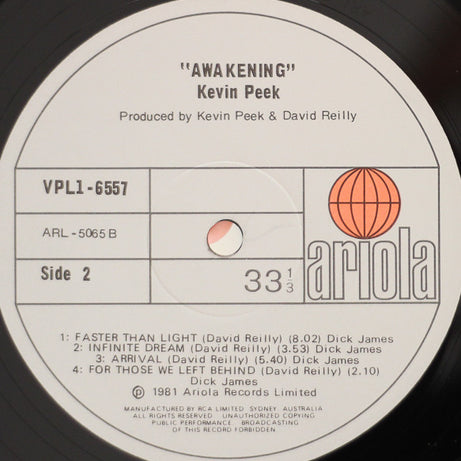 "AWAKENING"
Kevin Peek
Produced by Kevin Peek & David Reilly
VPL1-6557
ARL-5065 B
Side 2
33 1/3
ariola
1: FASTER THAN LIGHT (David Reilly) (8.02) Dick James
2: INFINITE DREAM (David Reilly) (3.53) Dick James
3: ARRIVAL (David Reilly) (5.40) Dick James
4: FOR THOSE WE LEFT BEHIND (David Reilly) (2.10)
Dick James
℗ 1981 Ariola Records Limited
MANUFACTURED BY RCA LIMITED SYDNEY AUSTRALIA
ALL RIGHTS RESERVED UNAUTHORIZED COPYING
PUBLIC PERFORMANCE. BROADCASTING
OF THIS RECORD FORBIDDEN